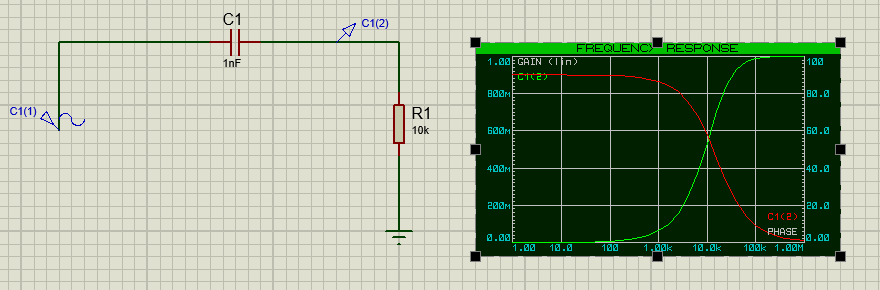 C1
C1(2)
1nF
C1(1)
R1
10k
FREQUENCY RESPONSE
1.00
GAIN (lin)
100
C1(2)
800m
80.0
600m
60.0
400m
40.0
200m
20.0
C1(2)
0.00
PHASE
0.00
1.00 10.0 100 1.00k 10.0k 100k 1.00M